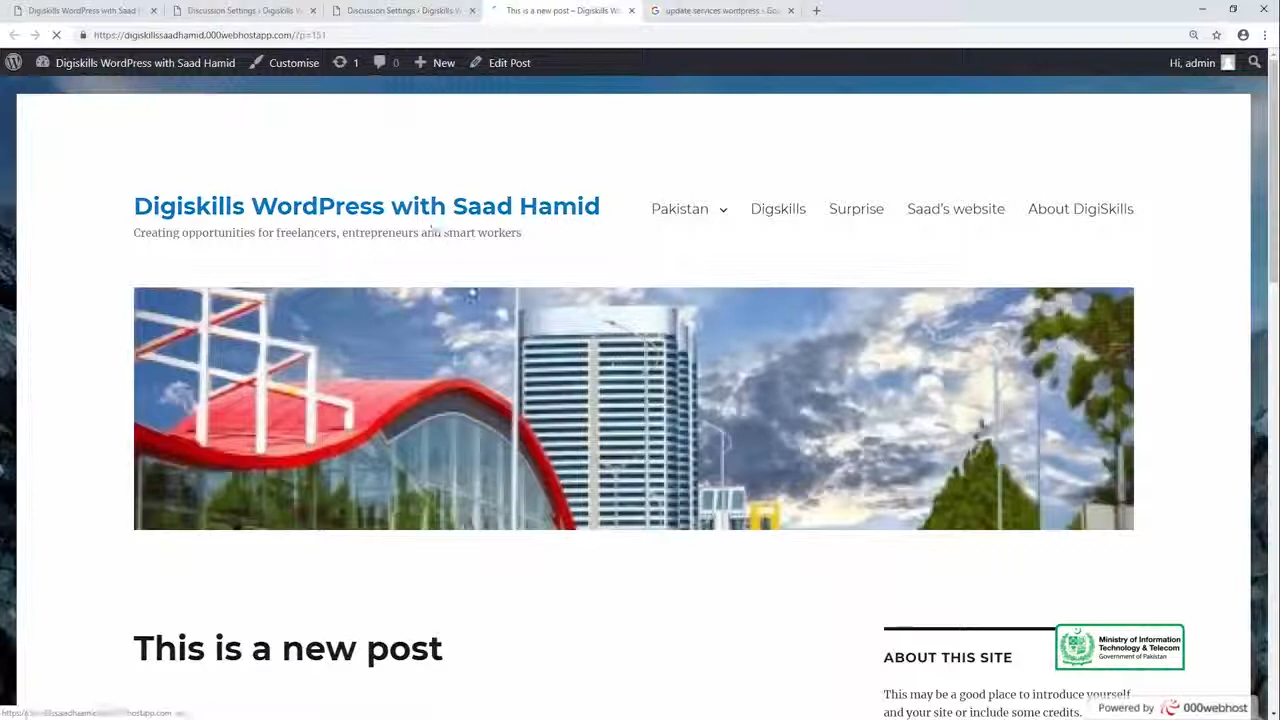 Digiskills WordPress with Saad
Discussion Settings ‹ Digiskills W
Discussion Settings ‹ Digiskills W
This is a new post – Digiskills Wo
update services wordpress - Goo
https://digiskillssaadhamid.000webhostapp.com/?p=151
Digiskills WordPress with Saad Hamid
Customise
1
0
New
Edit Post
Hi, admin
Digiskills WordPress with Saad Hamid
Pakistan
Digskills
Surprise
Saad's website
About DigiSkills
Creating opportunities for freelancers, entrepreneurs and smart workers
This is a new post
ABOUT THIS SITE
Ministry of Information
Technology & Telecom
Government of Pakistan
This may be a good place to introduce yourself
and your site or include some credits.
Powered by 000webhost